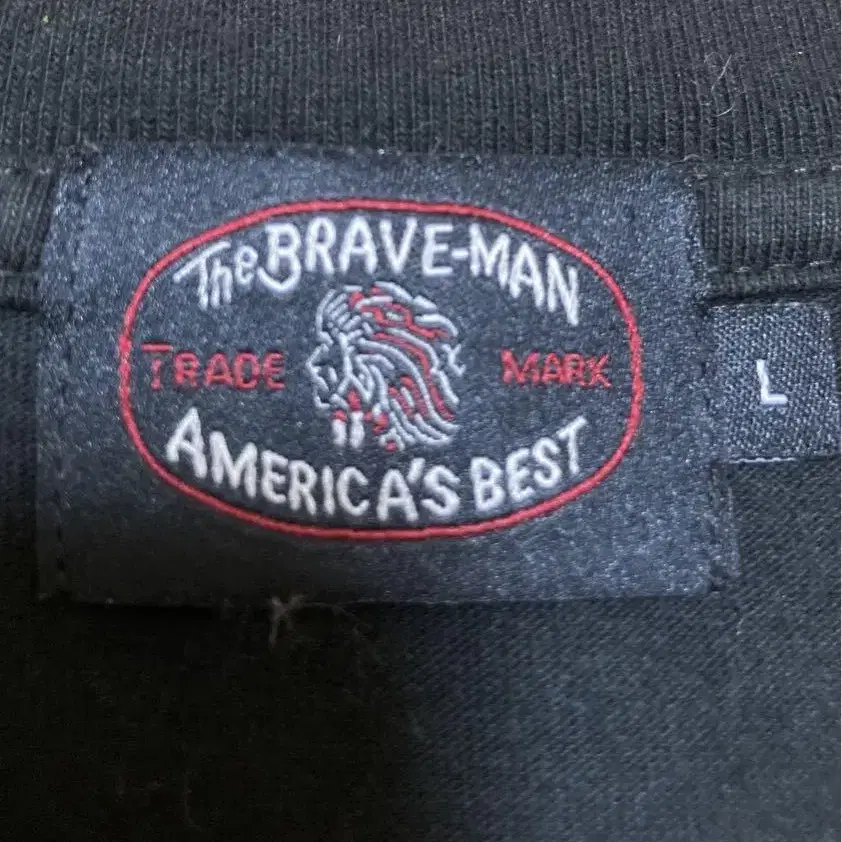 The BRAVE-MAN
TRADE MARK
AMERICA'S BEST
L